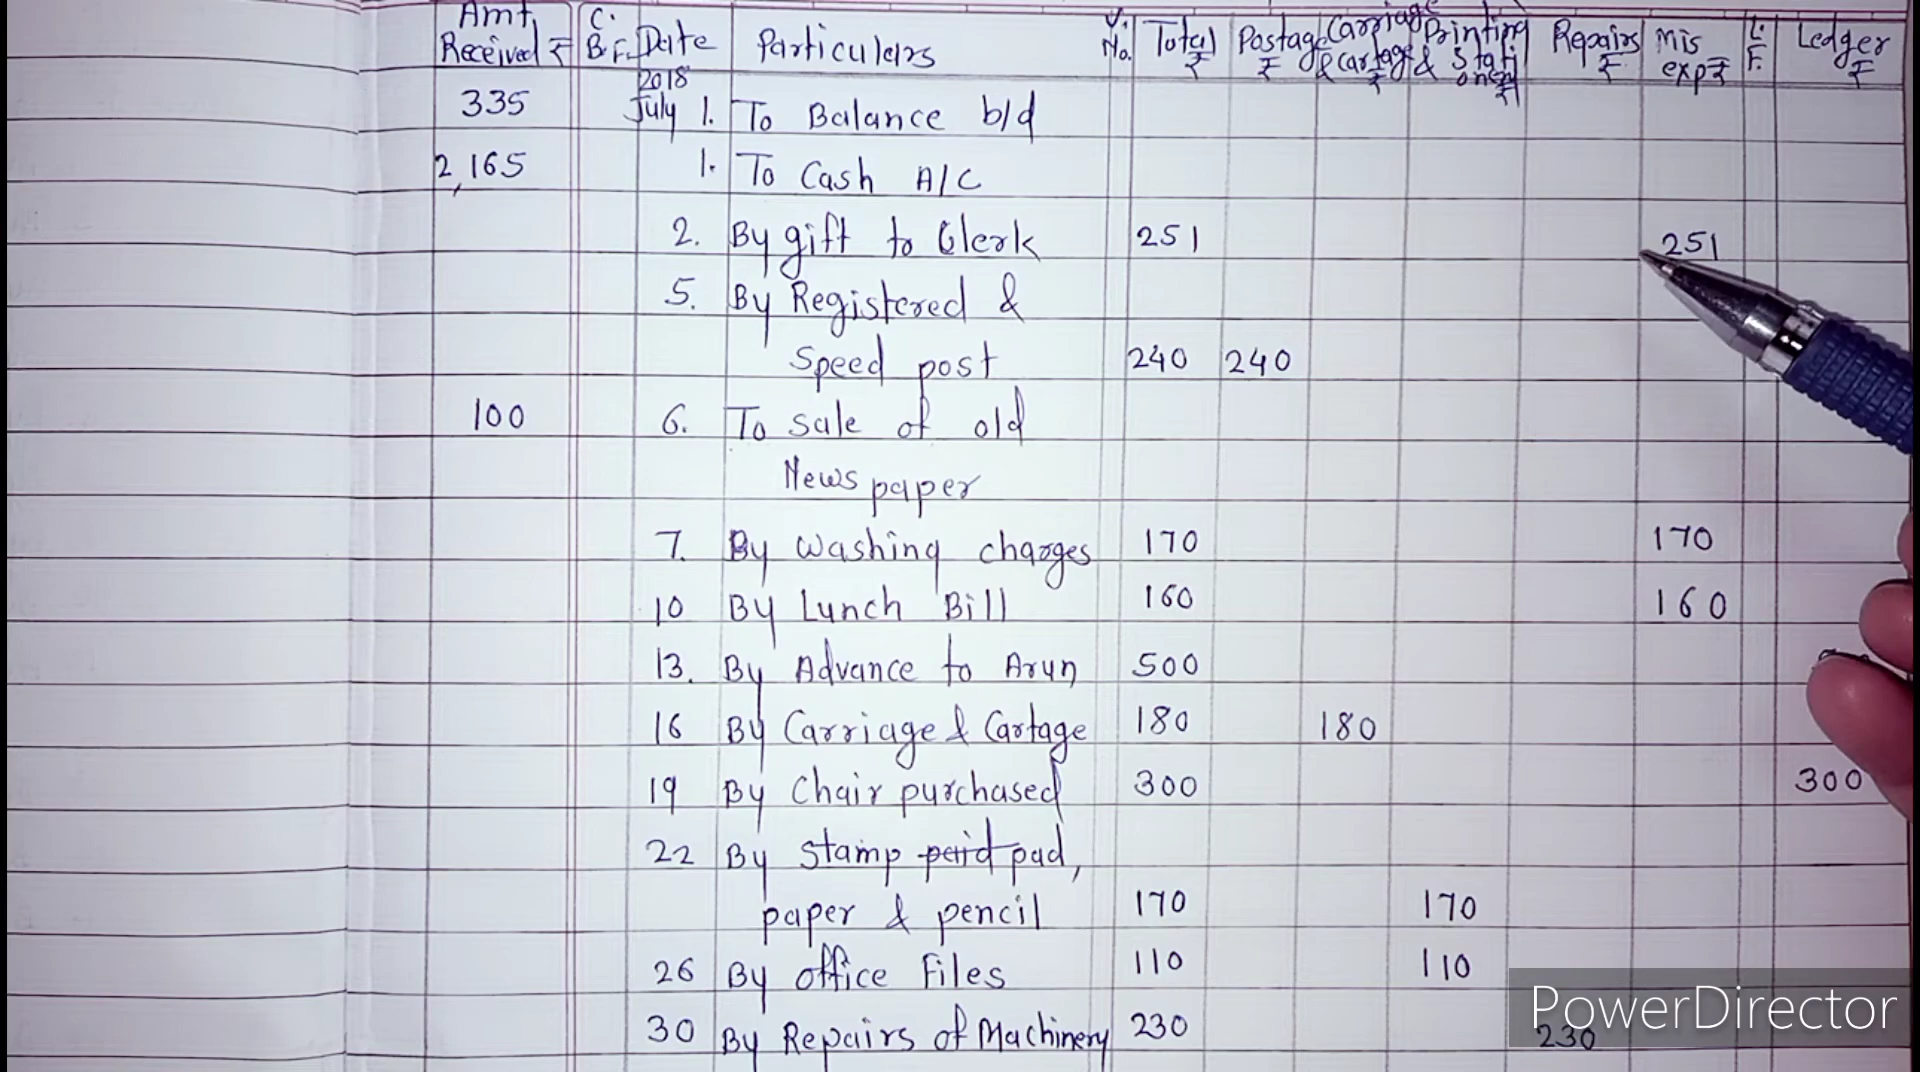 Amt Received ₹ C.B.F. Date Particulars V.No. Total ₹ Postage ₹ Carriage & Cartage ₹ Printing & Stationery ₹ Repairs ₹ Mis exp ₹ L.F. Ledger ₹
2018
335 July 1. To Balance b/d
2,165 1. To Cash A/C
2. By gift to Clerk 251 251
5. By Registered &
Speed post 240 240
100 6. To Sale of old
News paper
7. By Washing charges 170 170
10 By Lunch Bill 160 160
13. By Advance to Arun 500
16 By Carriage & Cartage 180 180
19 By Chair purchased 300 300
22 By Stamp paid pad,
paper & pencil 170 170
26 By office Files 110 110
30 By Repairs of Machinery 230 230
PowerDirector